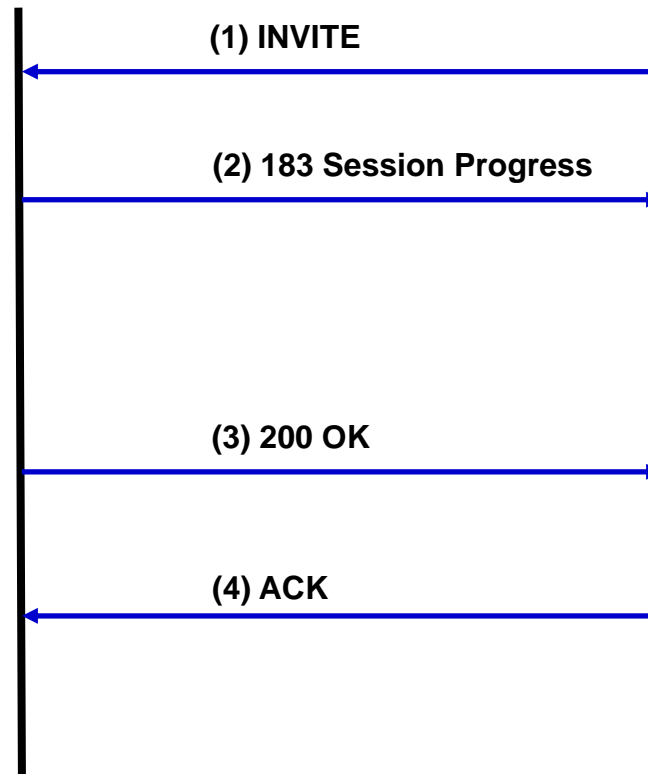 (1) INVITE
(2) 183 Session Progress
(3) 200 OK
(4) ACK